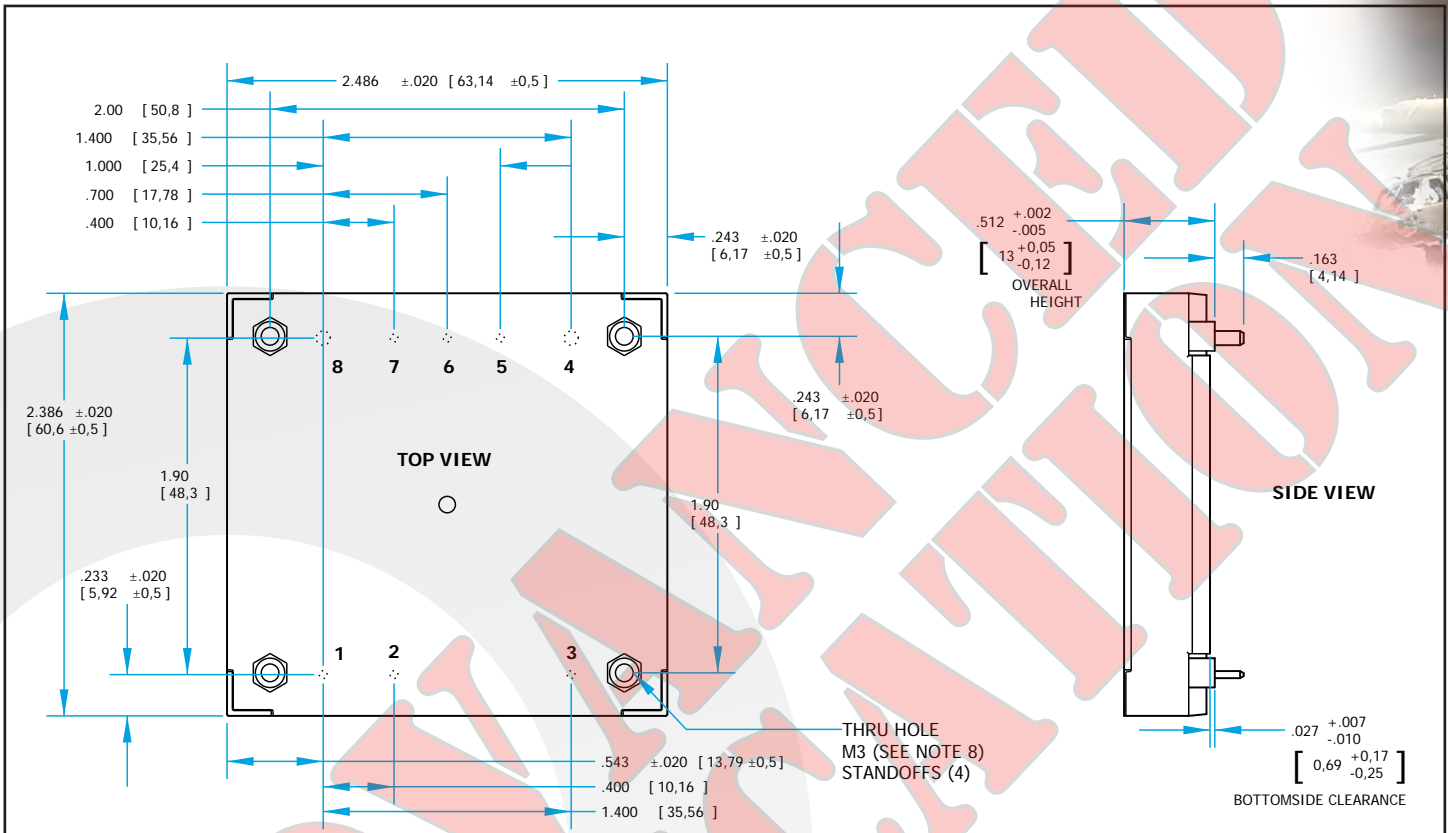 2.486 ±.020 [ 63,14 ±0,5 ]
2.00 [ 50,8 ]
1.400 [ 35,56 ]
1.000 [ 25,4 ]
.700 [ 17,78 ]
.400 [ 10,16 ]
.243 ±.020
[ 6,17 ±0,5 ]
.512 +.002
-.005
[ 13 +0,05
-0,12 ]
OVERALL
HEIGHT
.163
[ 4,14 ]
8 7 6 5 4
.243 ±.020
[ 6,17 ±0,5 ]
2.386 ±.020
[ 60,6 ±0,5 ]
TOP VIEW
1.90
[ 48,3 ]
1.90
[ 48,3 ]
SIDE VIEW
.233 ±.020
[ 5,92 ±0,5 ]
1 2 3
THRU HOLE
M3 (SEE NOTE 8)
STANDOFFS (4)
.027 +.007
-.010
[ 0,69 +0,17
-0,25 ]
BOTTOMSIDE CLEARANCE
.543 ±.020 [ 13,79 ±0,5 ]
.400 [ 10,16 ]
1.400 [ 35,56 ]
VANCED
CATION